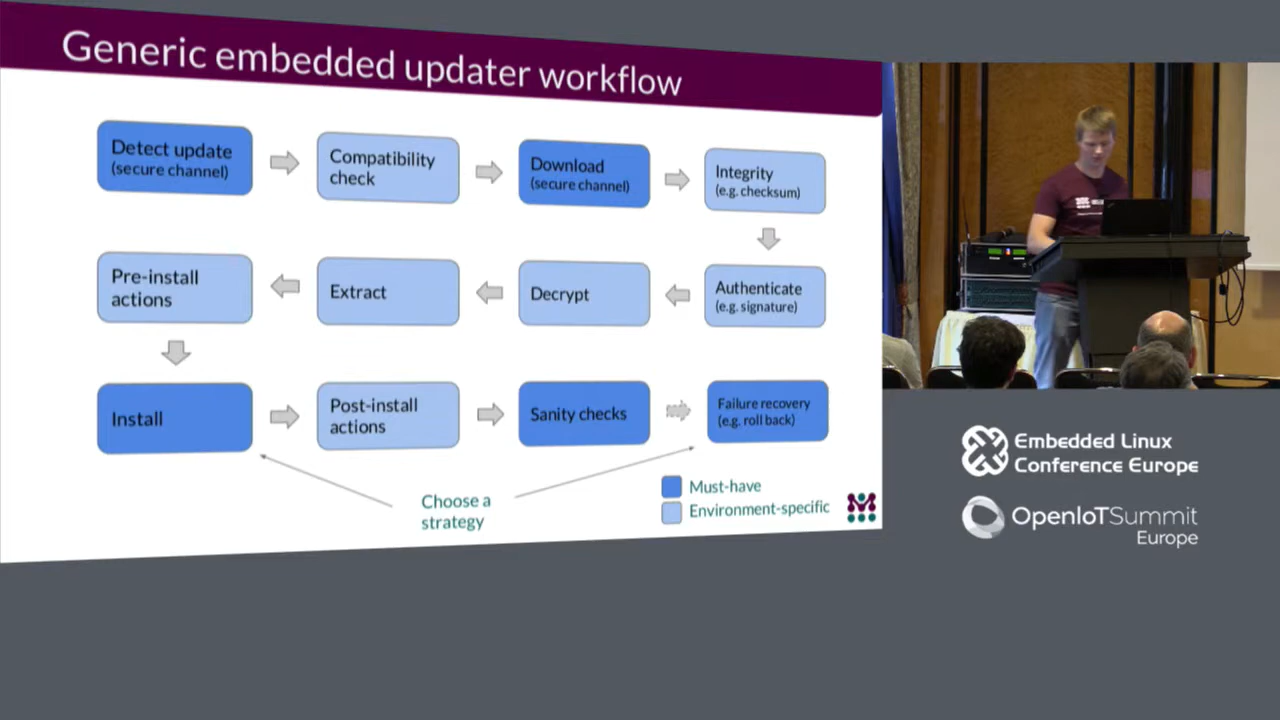 Generic embedded updater workflow
Detect update
(secure channel)
Compatibility
check
Download
(secure channel)
Integrity
(e.g. checksum)
Pre-install
actions
Extract
Decrypt
Authenticate
(e.g. signature)
Install
Post-install
actions
Sanity checks
Failure recovery
(e.g. roll back)
Choose a
strategy
Must-have
Environment-specific
Embedded Linux
Conference Europe
OpenIoTSummit
Europe